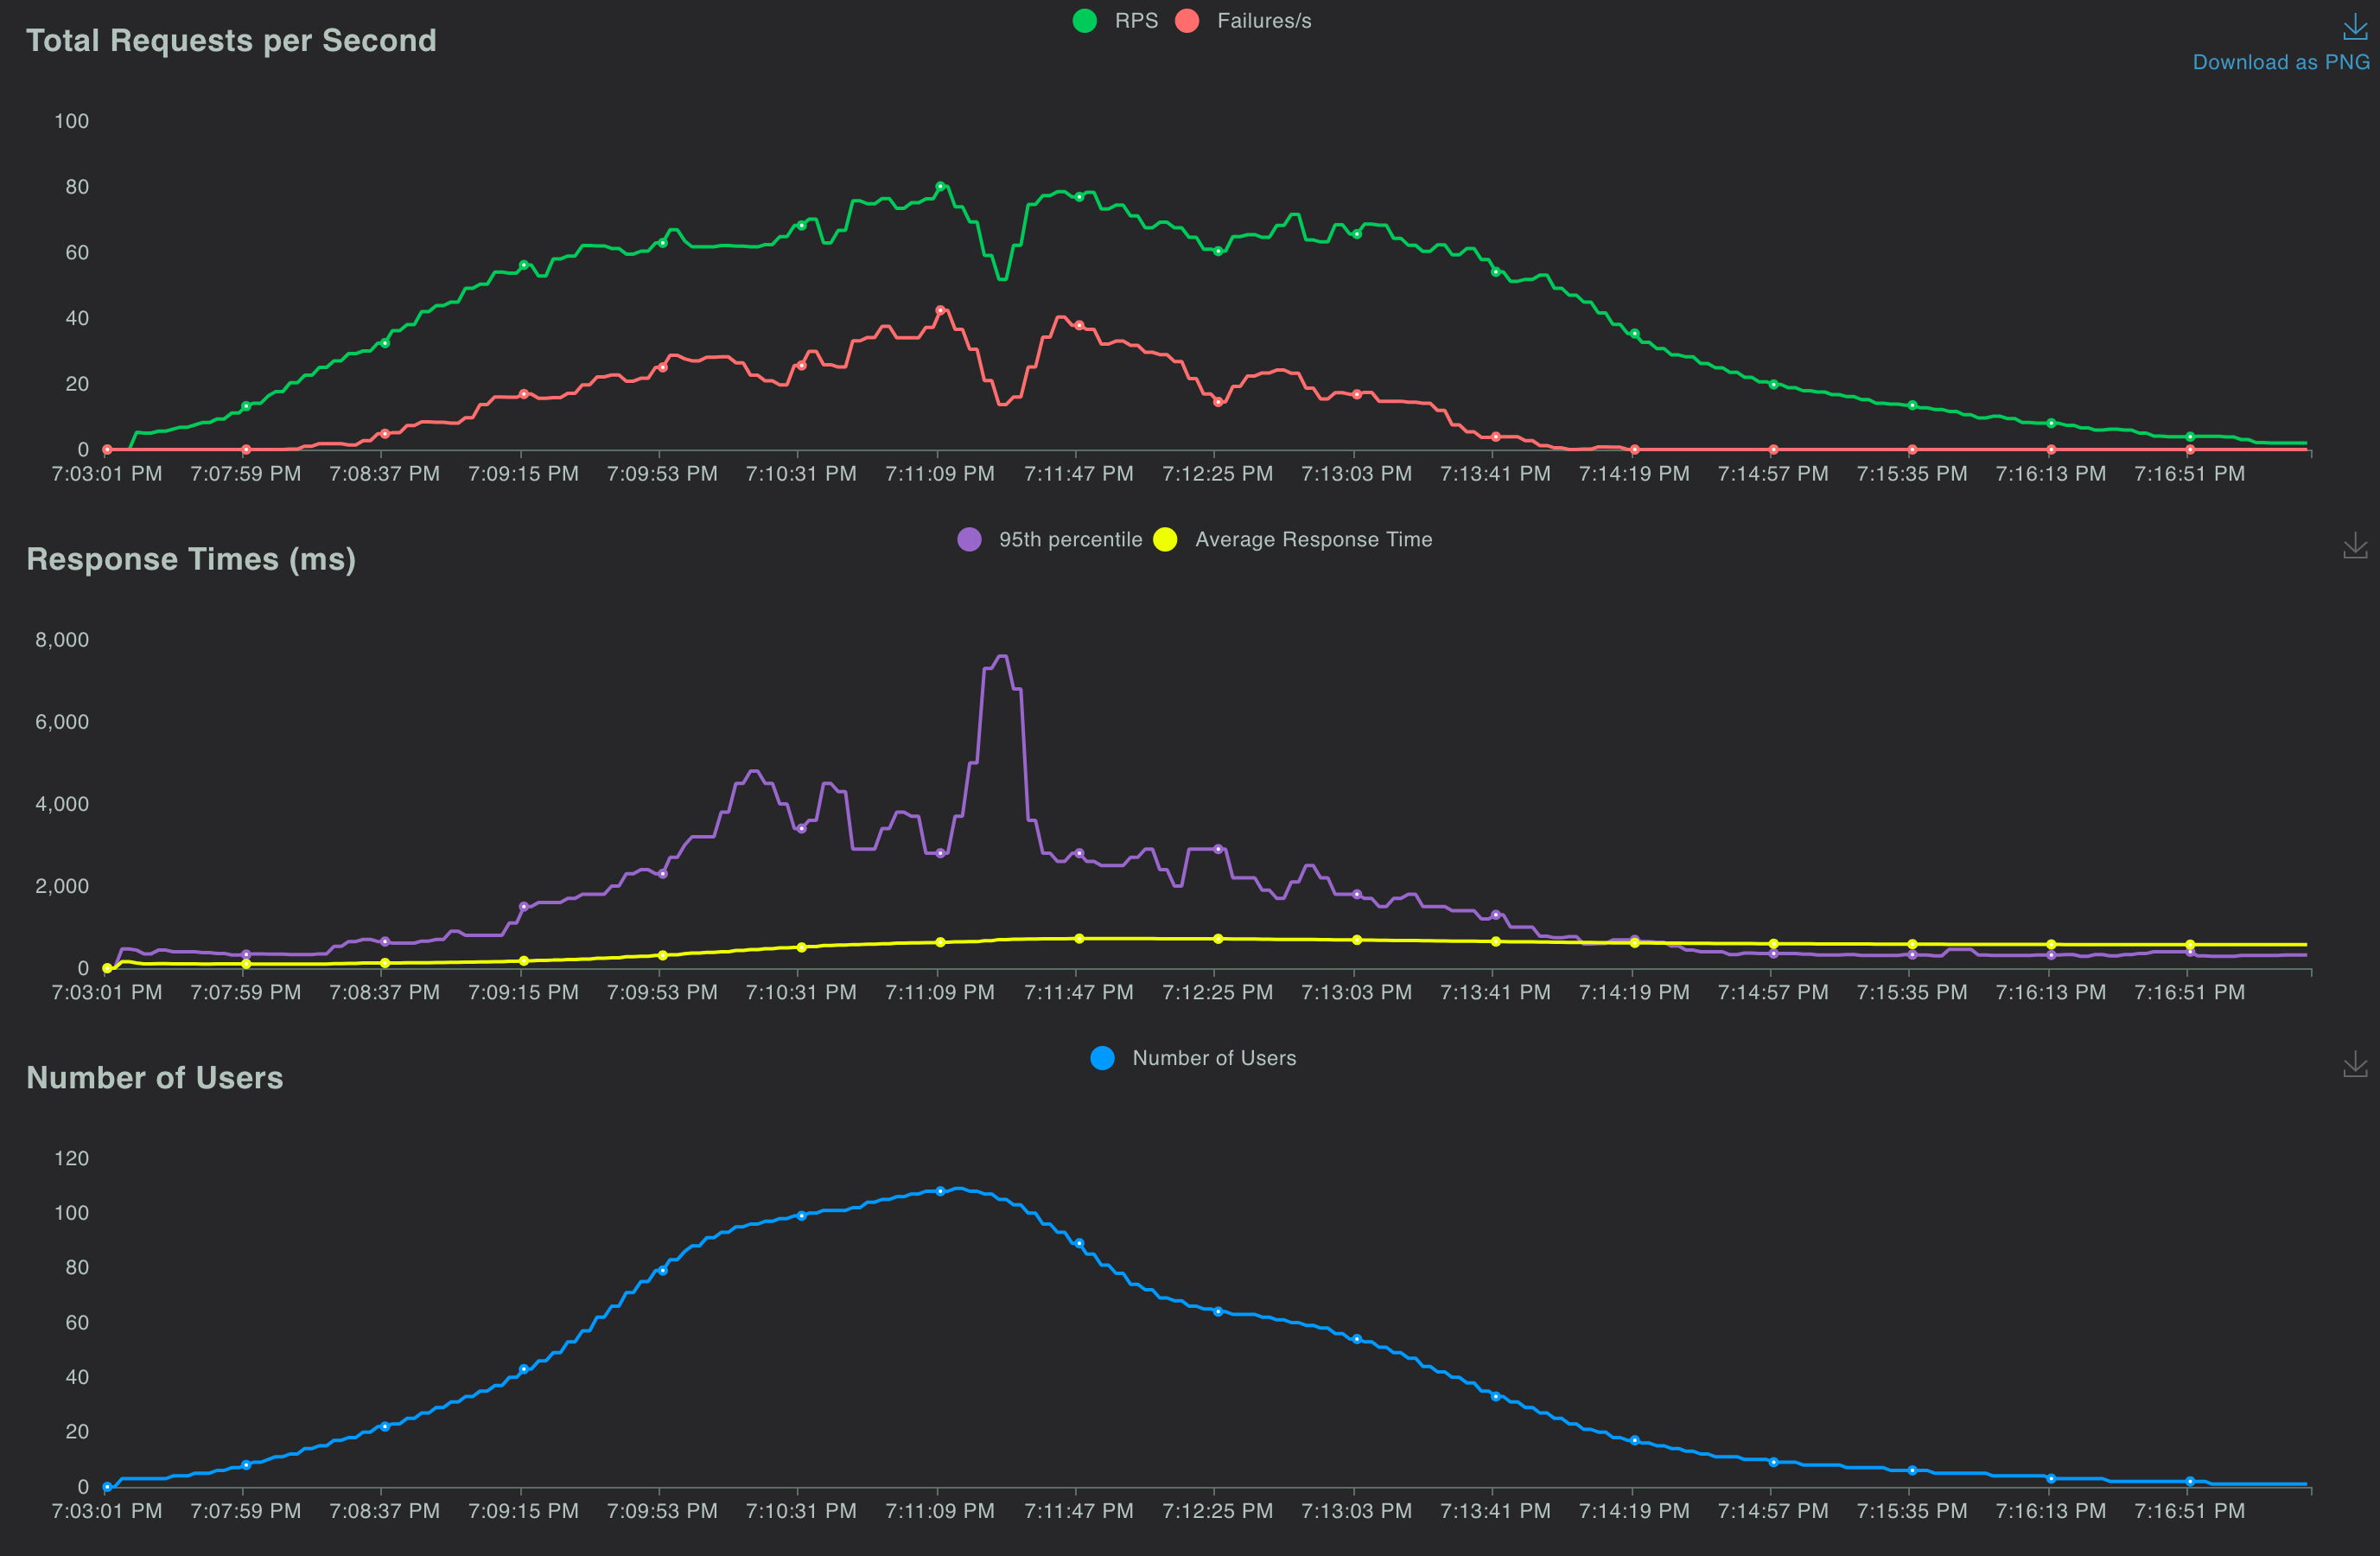 RPS Failures/s
Total Requests per Second
Download as PNG
100
80
60
40
20
0
7:03:01 PM 7:07:59 PM 7:08:37 PM 7:09:15 PM 7:09:53 PM 7:10:31 PM 7:11:09 PM 7:11:47 PM 7:12:25 PM 7:13:03 PM 7:13:41 PM 7:14:19 PM 7:14:57 PM 7:15:35 PM 7:16:13 PM 7:16:51 PM
95th percentile Average Response Time
Response Times (ms)
8,000
6,000
4,000
2,000
0
7:03:01 PM 7:07:59 PM 7:08:37 PM 7:09:15 PM 7:09:53 PM 7:10:31 PM 7:11:09 PM 7:11:47 PM 7:12:25 PM 7:13:03 PM 7:13:41 PM 7:14:19 PM 7:14:57 PM 7:15:35 PM 7:16:13 PM 7:16:51 PM
Number of Users
Number of Users
120
100
80
60
40
20
0
7:03:01 PM 7:07:59 PM 7:08:37 PM 7:09:15 PM 7:09:53 PM 7:10:31 PM 7:11:09 PM 7:11:47 PM 7:12:25 PM 7:13:03 PM 7:13:41 PM 7:14:19 PM 7:14:57 PM 7:15:35 PM 7:16:13 PM 7:16:51 PM